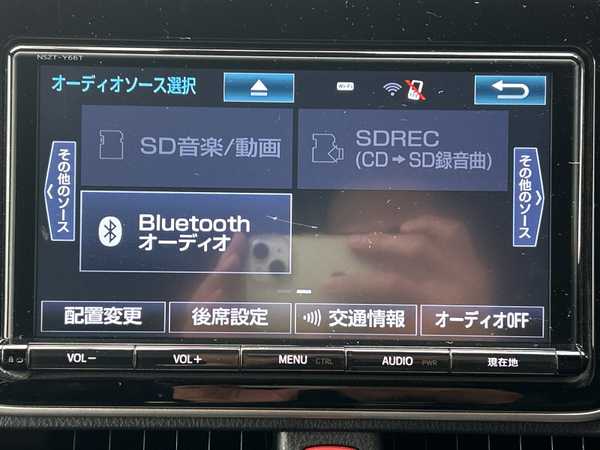 NSZT-Y66T
オーディオソース選択
Wi-Fi
SD音楽/動画
SDREC
(CD→SD録音曲)
その他のソース
その他のソース
Bluetooth
オーディオ
配置変更
後席設定
交通情報
オーディオOFF
VOL−
VOL+
MENU CTRL
AUDIO PWR
現在地